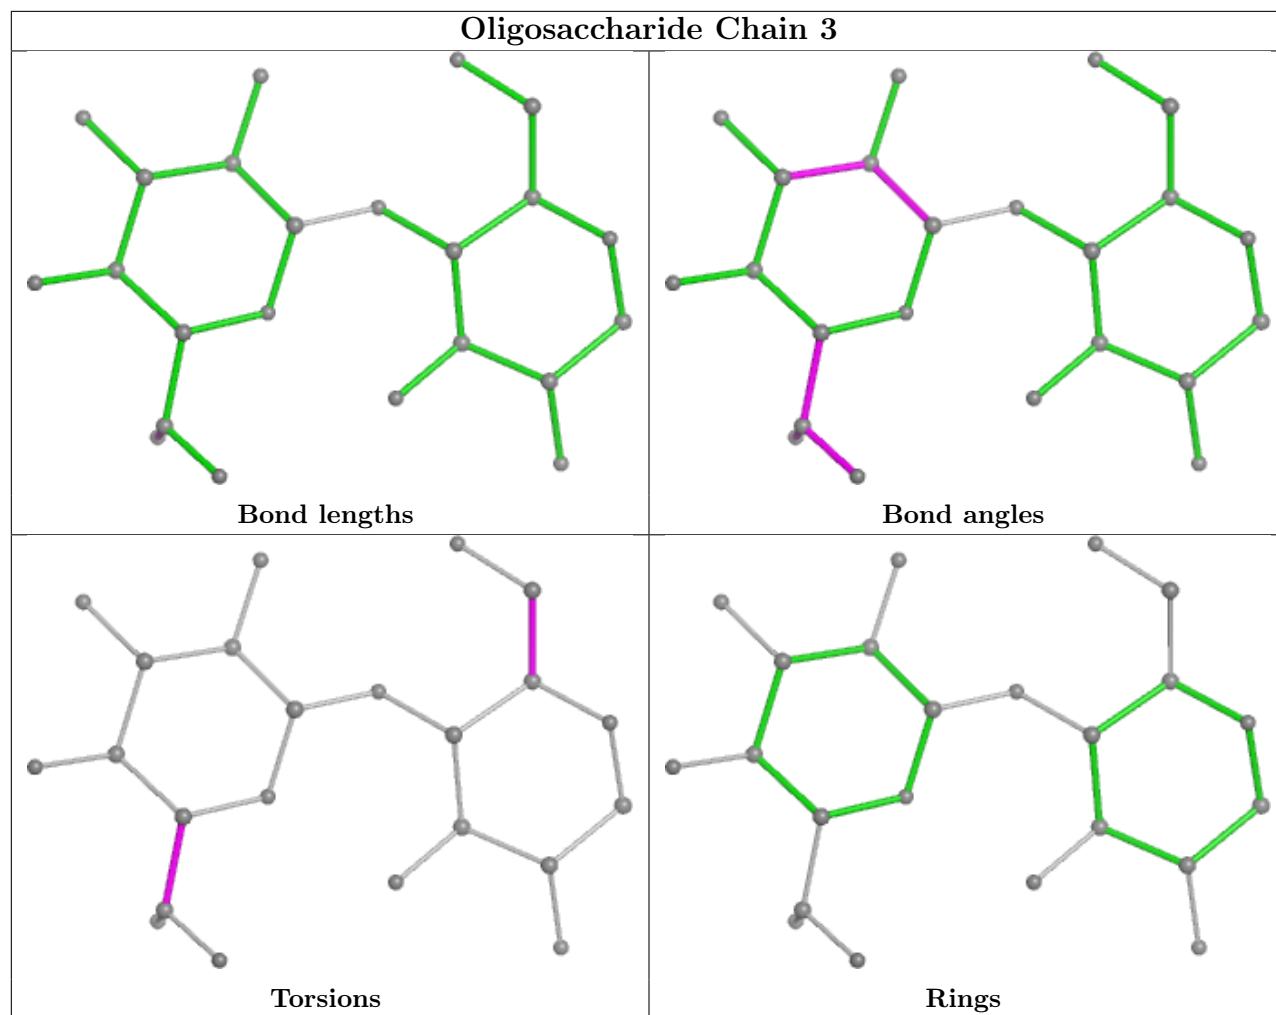 Oligosaccharide Chain 3
Bond lengths
Bond angles
Torsions
Rings